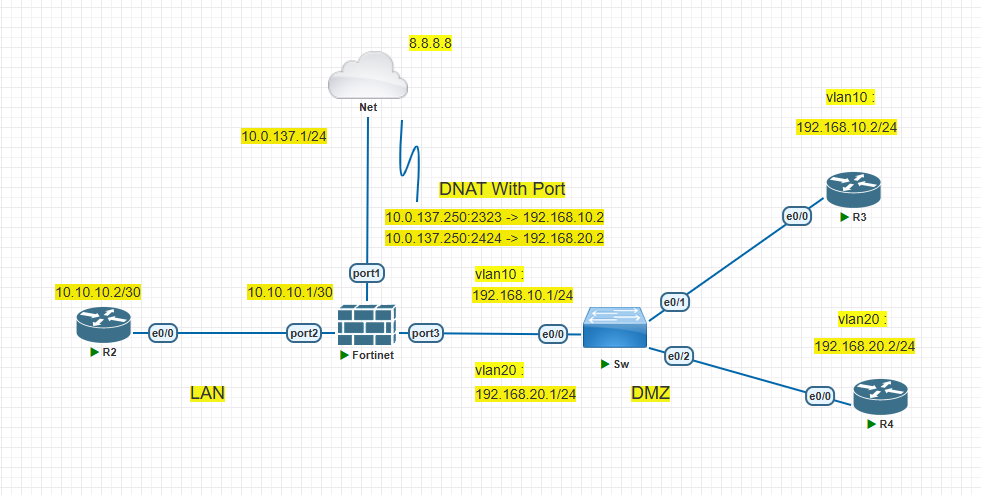 8.8.8.8
Net
10.0.137.1/24
vlan10 :
192.168.10.2/24
DNAT With Port
10.0.137.250:2323 -> 192.168.10.2
10.0.137.250:2424 -> 192.168.20.2
e0/0
R3
port1
vlan10 :
192.168.10.1/24
10.10.10.2/30
10.10.10.1/30
e0/1
e0/0
port2
port3
e0/0
R2
Fortinet
Sw
e0/2
vlan20 :
192.168.20.2/24
vlan20 :
192.168.20.1/24
LAN
DMZ
e0/0
R4